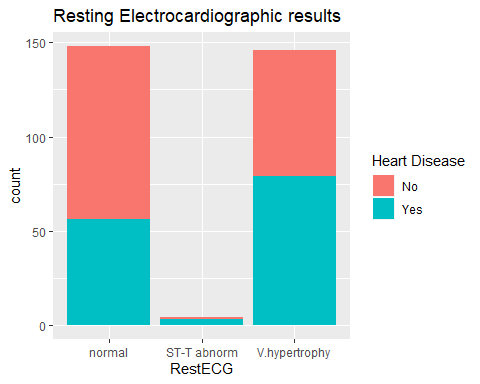 Resting Electrocardiographic results
150
100
50
0
count
normal
ST-T abnorm
V.hypertrophy
RestECG
Heart Disease
No
Yes